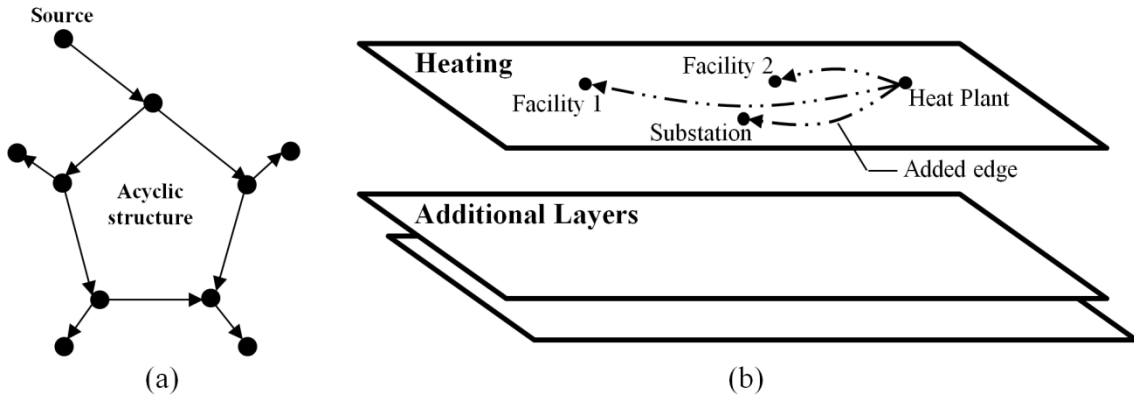 Source
Acyclic
structure
(a)
Heating
Facility 2
Facility 1
Heat Plant
Substation
Added edge
Additional Layers
(b)